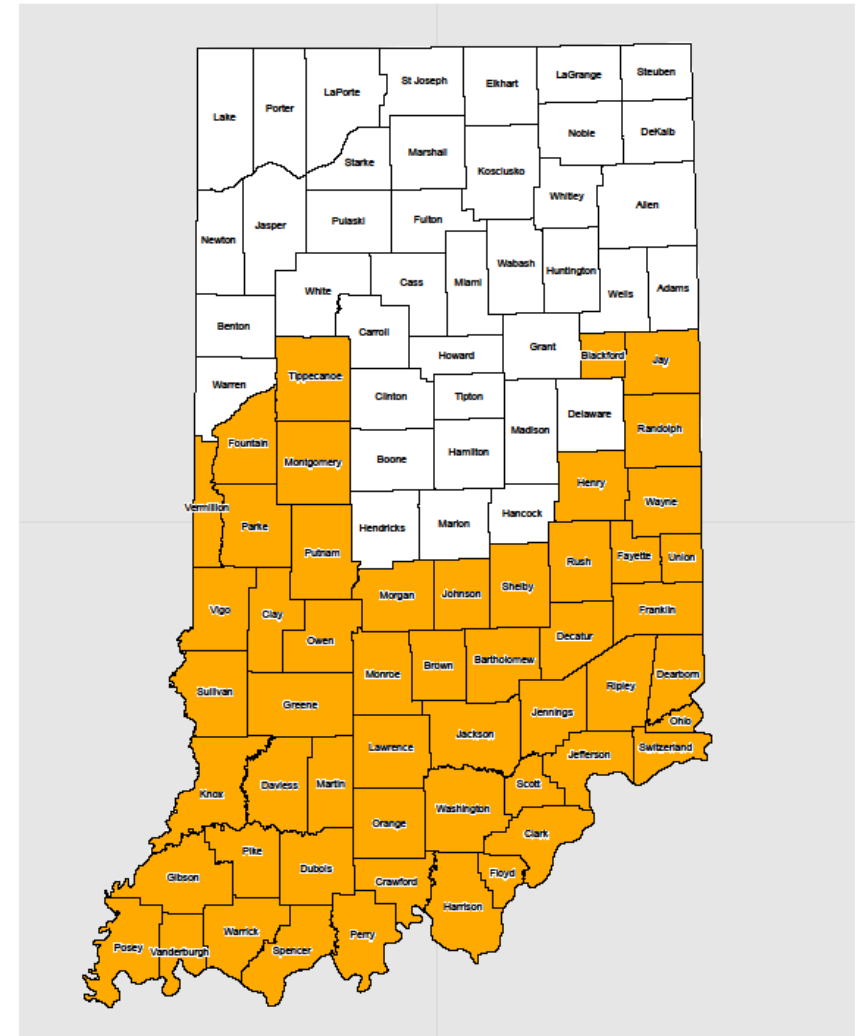 St Joseph
Elkhart
LaGrange
Steuben
LaPorte
Porter
Lake
Noble
DeKalb
Marshall
Starke
Kosciusko
Whitley
Allen
Fulton
Pulaski
Jasper
Newton
Wabash
Huntington
Miami
Cass
White
Wells
Adams
Benton
Carroll
Grant
Howard
Blackford
Jay
Tippecanoe
Warren
Clinton
Tipton
Delaware
Madison
Randolph
Fountain
Montgomery
Boone
Hamilton
Henry
Wayne
Vermillion
Parke
Hendricks
Marion
Hancock
Putnam
Rush
Fayette
Union
Morgan
Johnson
Shelby
Vigo
Clay
Franklin
Owen
Decatur
Monroe
Brown
Bartholomew
Dearborn
Ripley
Sullivan
Greene
Jennings
Ohio
Jackson
Lawrence
Switzerland
Jefferson
Knox
Daviess
Martin
Scott
Washington
Orange
Clark
Pike
Dubois
Gibson
Crawford
Floyd
Harrison
Posey
Vanderburgh
Warrick
Spencer
Perry